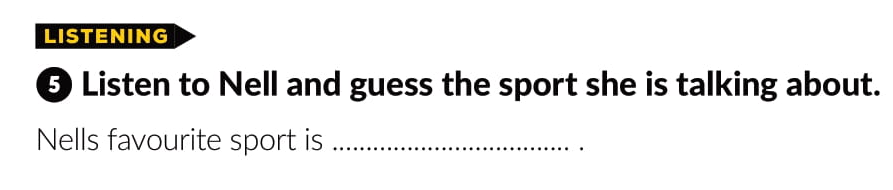 LISTENING
5 Listen to Nell and guess the sport she is talking about.
Nells favourite sport is ................................... .